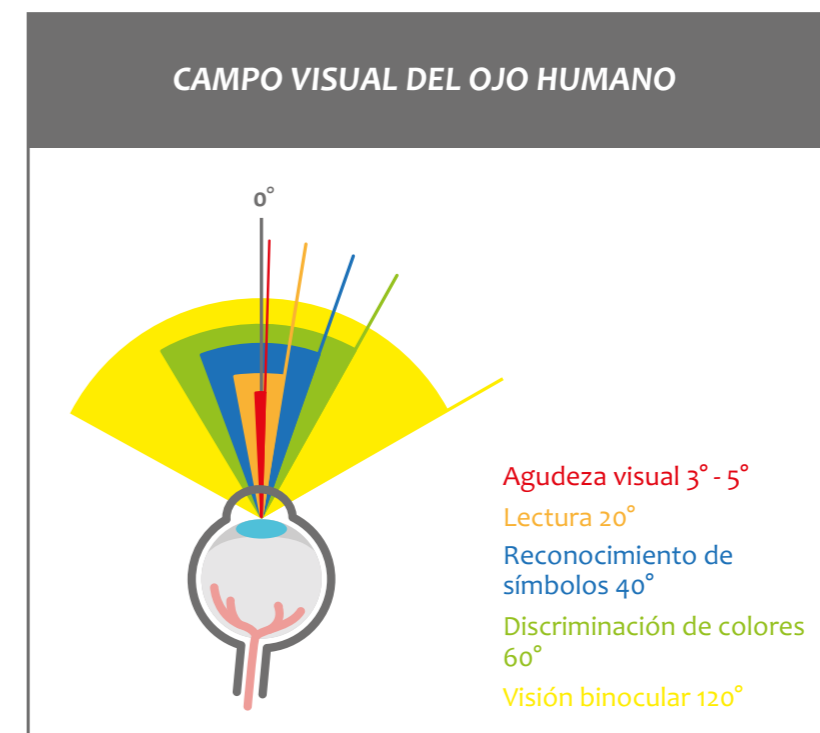 CAMPO VISUAL DEL OJO HUMANO
0°
Agudeza visual 3° - 5°
Lectura 20°
Reconocimiento de
símbolos 40°
Discriminación de colores
60°
Visión binocular 120°